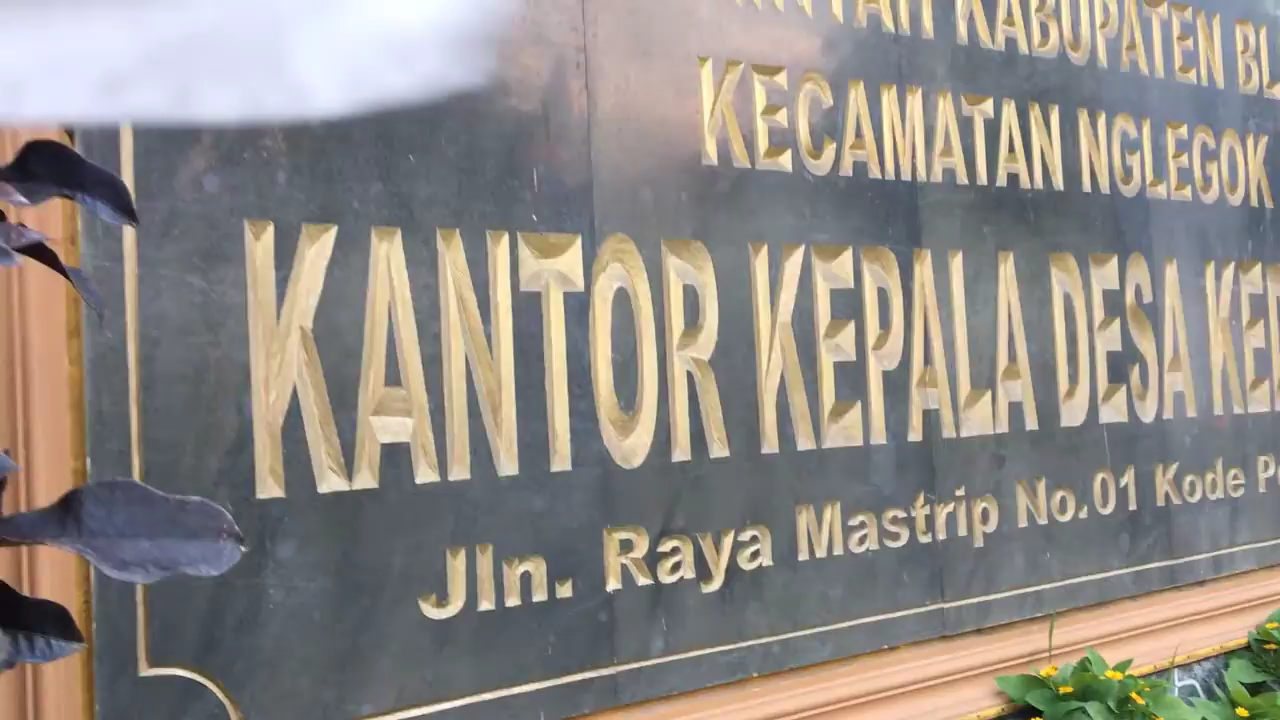 KABUPATEN
KECAMATAN NGLEGOK
KANTOR KEPALA DESA
Jln. Raya Mastrip No.01 Kode